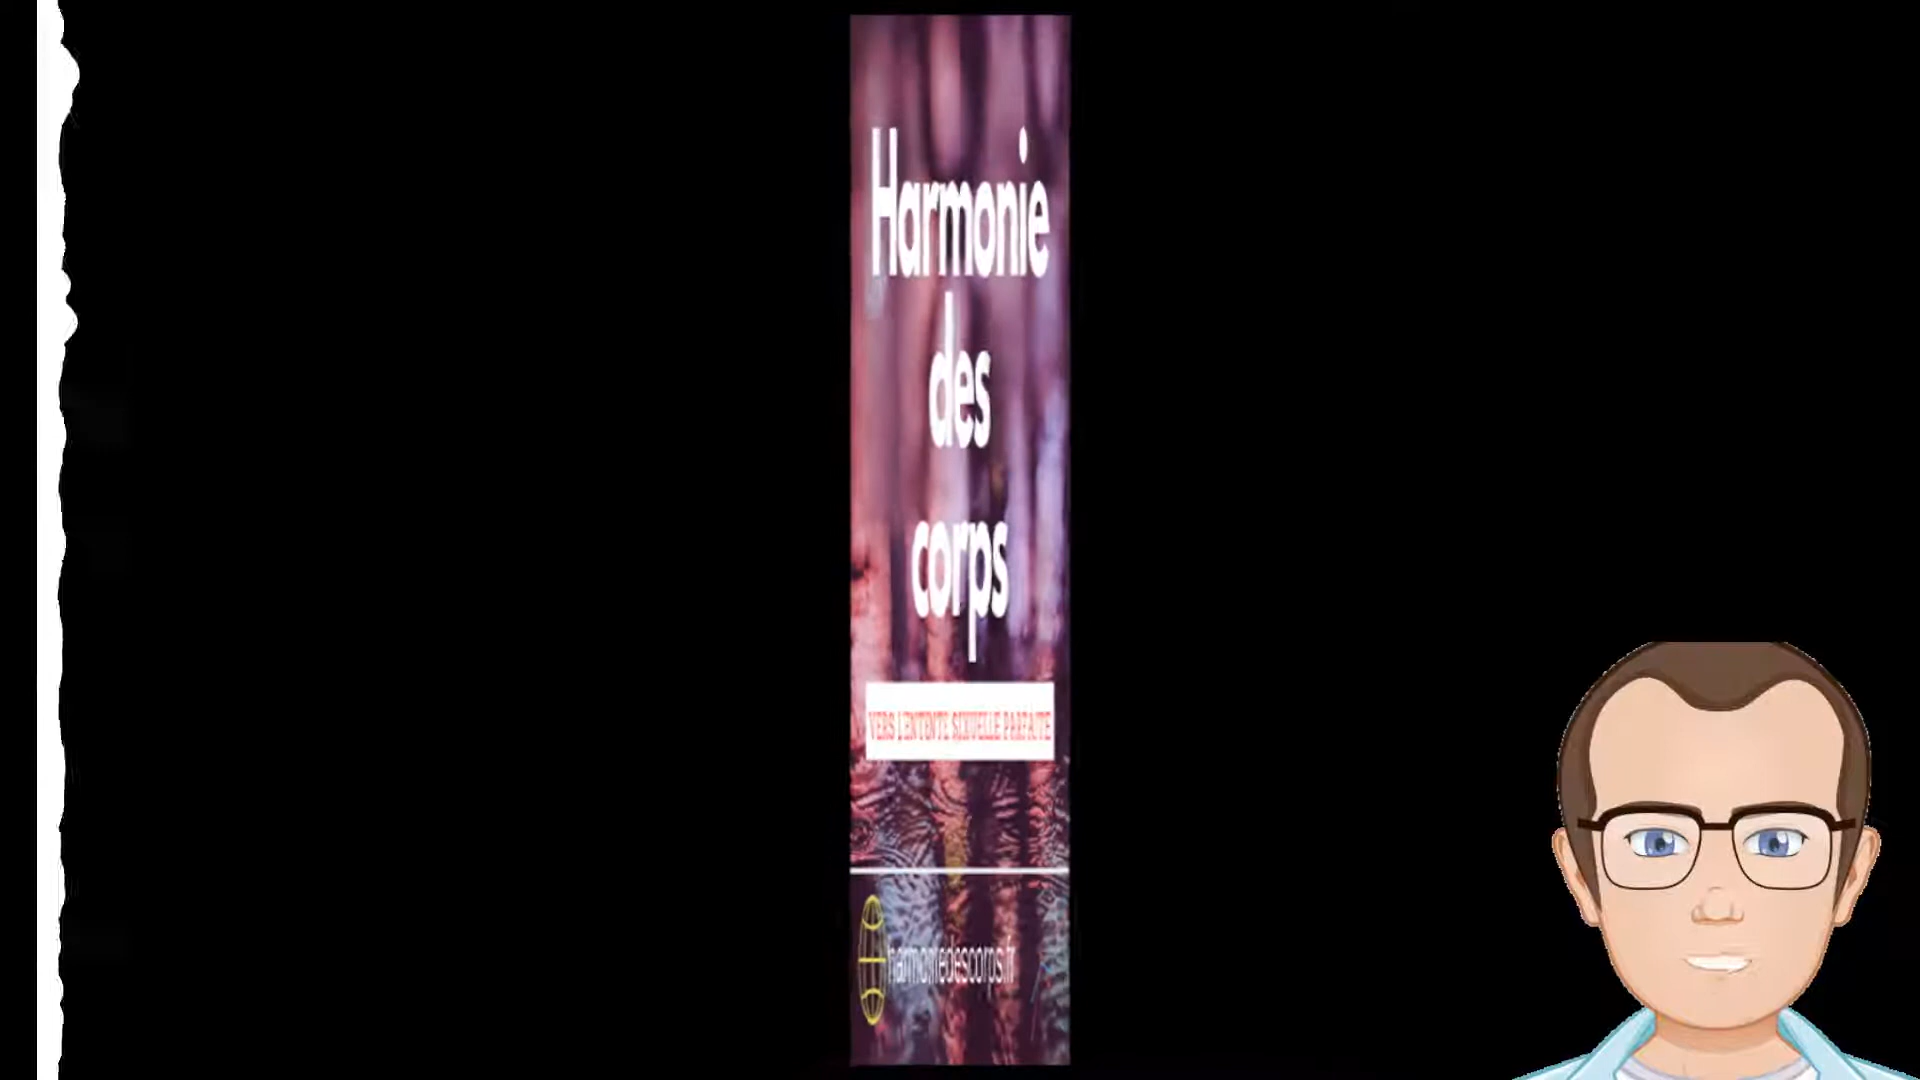 Harmonie
des
corps
VERS L'ENTENTE SEXUELLE PARFAITE
harmoniedescorps.fr